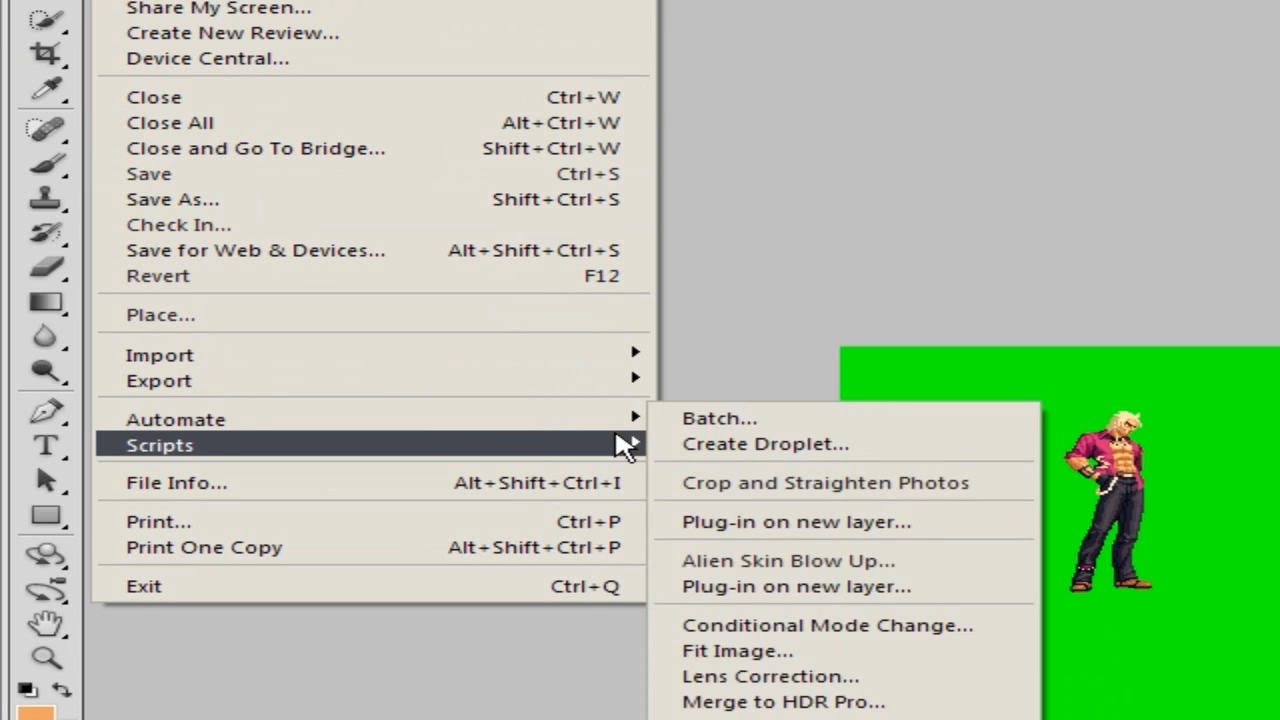 Share My Screen...
Create New Review...
Device Central...
Close Ctrl+W
Close All Alt+Ctrl+W
Close and Go To Bridge... Shift+Ctrl+W
Save Ctrl+S
Save As... Shift+Ctrl+S
Check In...
Save for Web & Devices... Alt+Shift+Ctrl+S
Revert F12
Place...
Import
Export
Automate
Scripts
File Info... Alt+Shift+Ctrl+I
Print... Ctrl+P
Print One Copy Alt+Shift+Ctrl+P
Exit Ctrl+Q
Batch...
Create Droplet...
Crop and Straighten Photos
Plug-in on new layer...
Alien Skin Blow Up...
Plug-in on new layer...
Conditional Mode Change...
Fit Image...
Lens Correction...
Merge to HDR Pro...